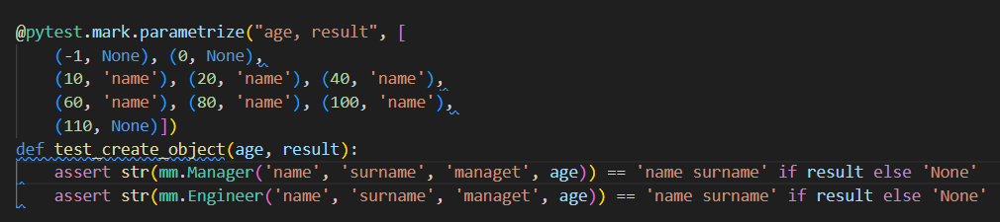 @pytest.mark.parametrize("age, result", [
    (-1, None), (0, None),
    (10, 'name'), (20, 'name'), (40, 'name'),
    (60, 'name'), (80, 'name'), (100, 'name'),
    (110, None)])
def test_create_object(age, result):
    assert str(mm.Manager('name', 'surname', 'managet', age)) == 'name surname' if result else 'None'
    assert str(mm.Engineer('name', 'surname', 'managet', age)) == 'name surname' if result else 'None'